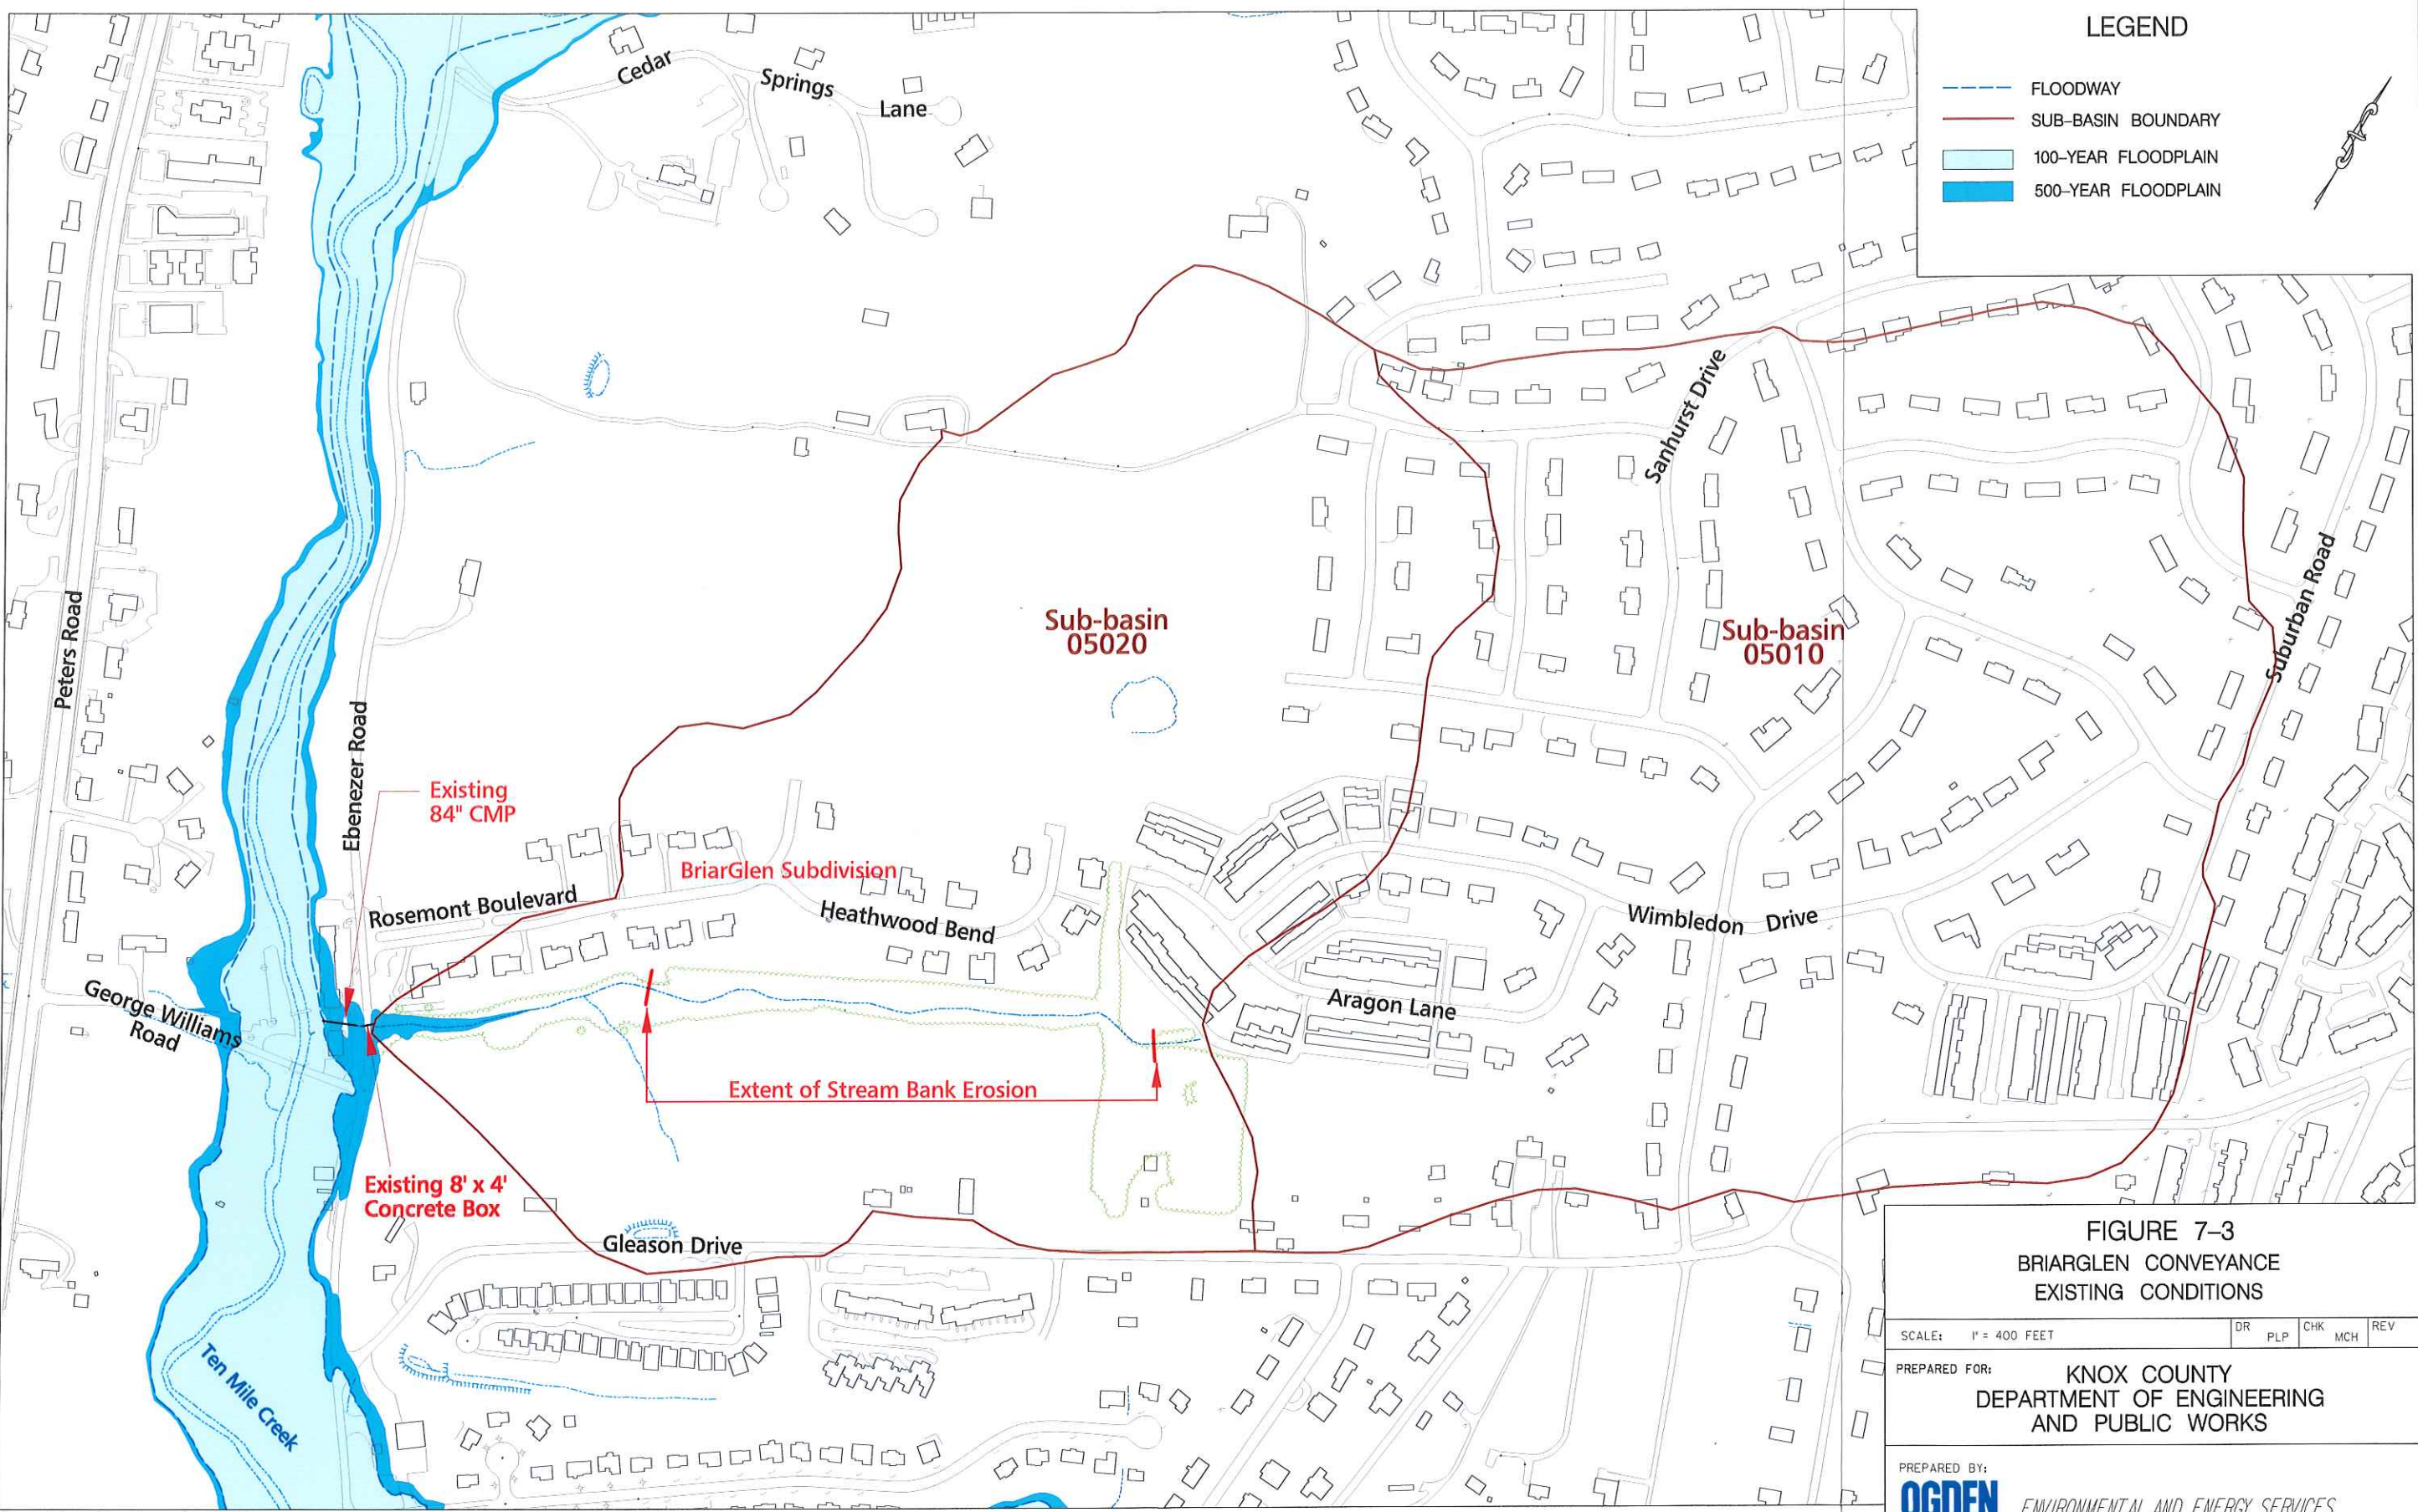 LEGEND
FLOODWAY
SUB-BASIN BOUNDARY
100-YEAR FLOODPLAIN
500-YEAR FLOODPLAIN
Cedar
Springs
Lane
Sanhurst Drive
Suburban Road
Peters Road
Ebenezer Road
Sub-basin
05020
Sub-basin
05010
Existing
84" CMP
BriarGlen Subdivision
Rosemont Boulevard
Heathwood Bend
Wimbledon Drive
George Williams
Road
Aragon Lane
Extent of Stream Bank Erosion
Existing 8' x 4'
Concrete Box
Gleason Drive
Ten Mile Creek
FIGURE 7-3
BRIARGLEN CONVEYANCE
EXISTING CONDITIONS
SCALE: 1" = 400 FEET
DR PLP
CHK MCH
REV
PREPARED FOR:
KNOX COUNTY
DEPARTMENT OF ENGINEERING
AND PUBLIC WORKS
PREPARED BY:
OGDEN ENVIRONMENTAL AND ENERGY SERVICES